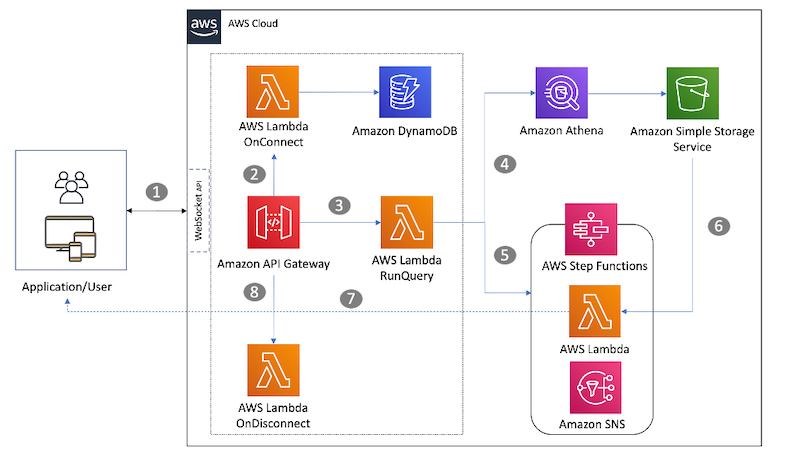 aws
AWS Cloud
AWS Lambda
OnConnect
Amazon DynamoDB
Amazon Athena
Amazon Simple Storage
Service
1
2
3
4
5
6
7
8
WebSocket API
Application/User
Amazon API Gateway
AWS Lambda
RunQuery
AWS Step Functions
AWS Lambda
AWS Lambda
OnDisconnect
Amazon SNS